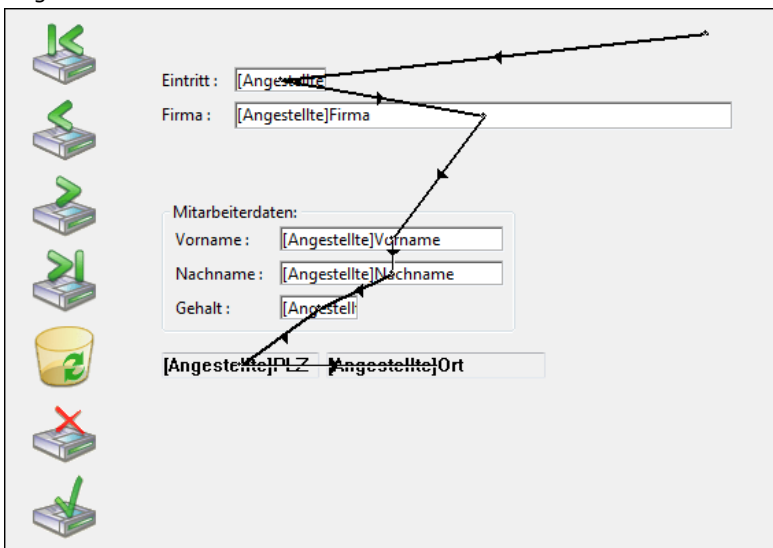 Eintritt : [Angestellte
Firma : [Angestellte]Firma
Mitarbeiterdaten:
Vorname : [Angestellte]Vorname
Nachname : [Angestellte]Nachname
Gehalt : [Angestell
[Angestellte]PLZ [Angestellte]Ort